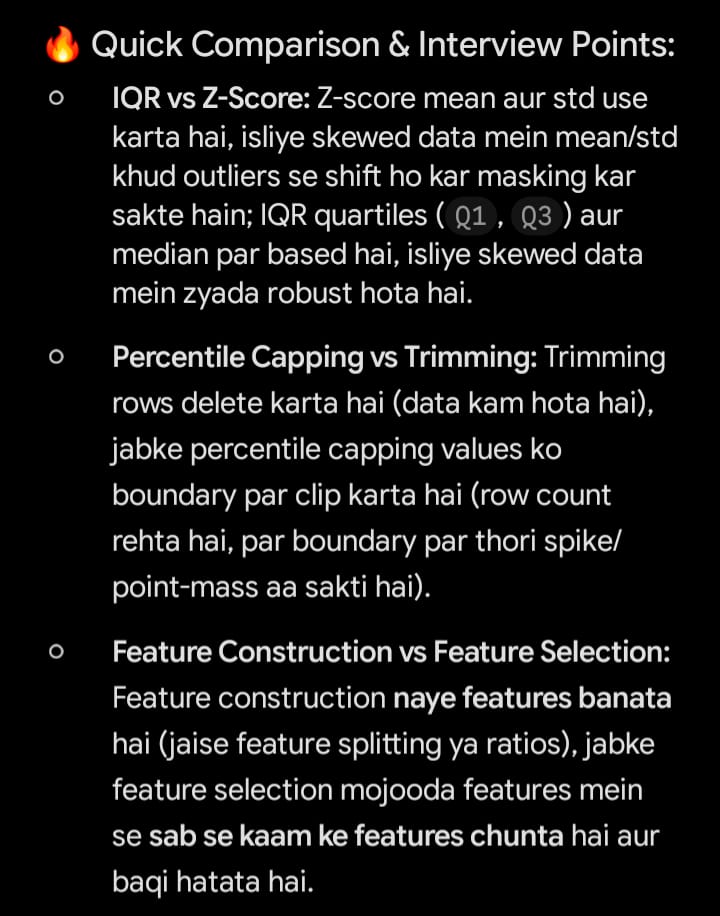 🔥 Quick Comparison & Interview Points:
○ IQR vs Z-Score: Z-score mean aur std use
karta hai, isliye skewed data mein mean/std
khud outliers se shift ho kar masking kar
sakte hain; IQR quartiles ( Q1 , Q3 ) aur
median par based hai, isliye skewed data
mein zyada robust hota hai.
○ Percentile Capping vs Trimming: Trimming
rows delete karta hai (data kam hota hai),
jabke percentile capping values ko
boundary par clip karta hai (row count
rehta hai, par boundary par thori spike/
point-mass aa sakti hai).
○ Feature Construction vs Feature Selection:
Feature construction naye features banata
hai (jaise feature splitting ya ratios), jabke
feature selection mojooda features mein
se sab se kaam ke features chunta hai aur
baqi hatata hai.